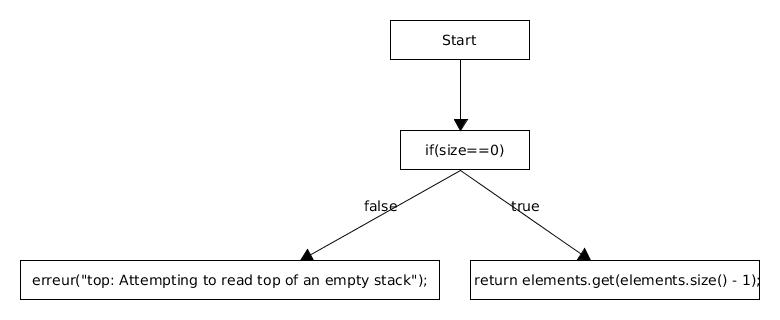 Start
if(size==0)
false
true
erreur("top: Attempting to read top of an empty stack");
return elements.get(elements.size() - 1);